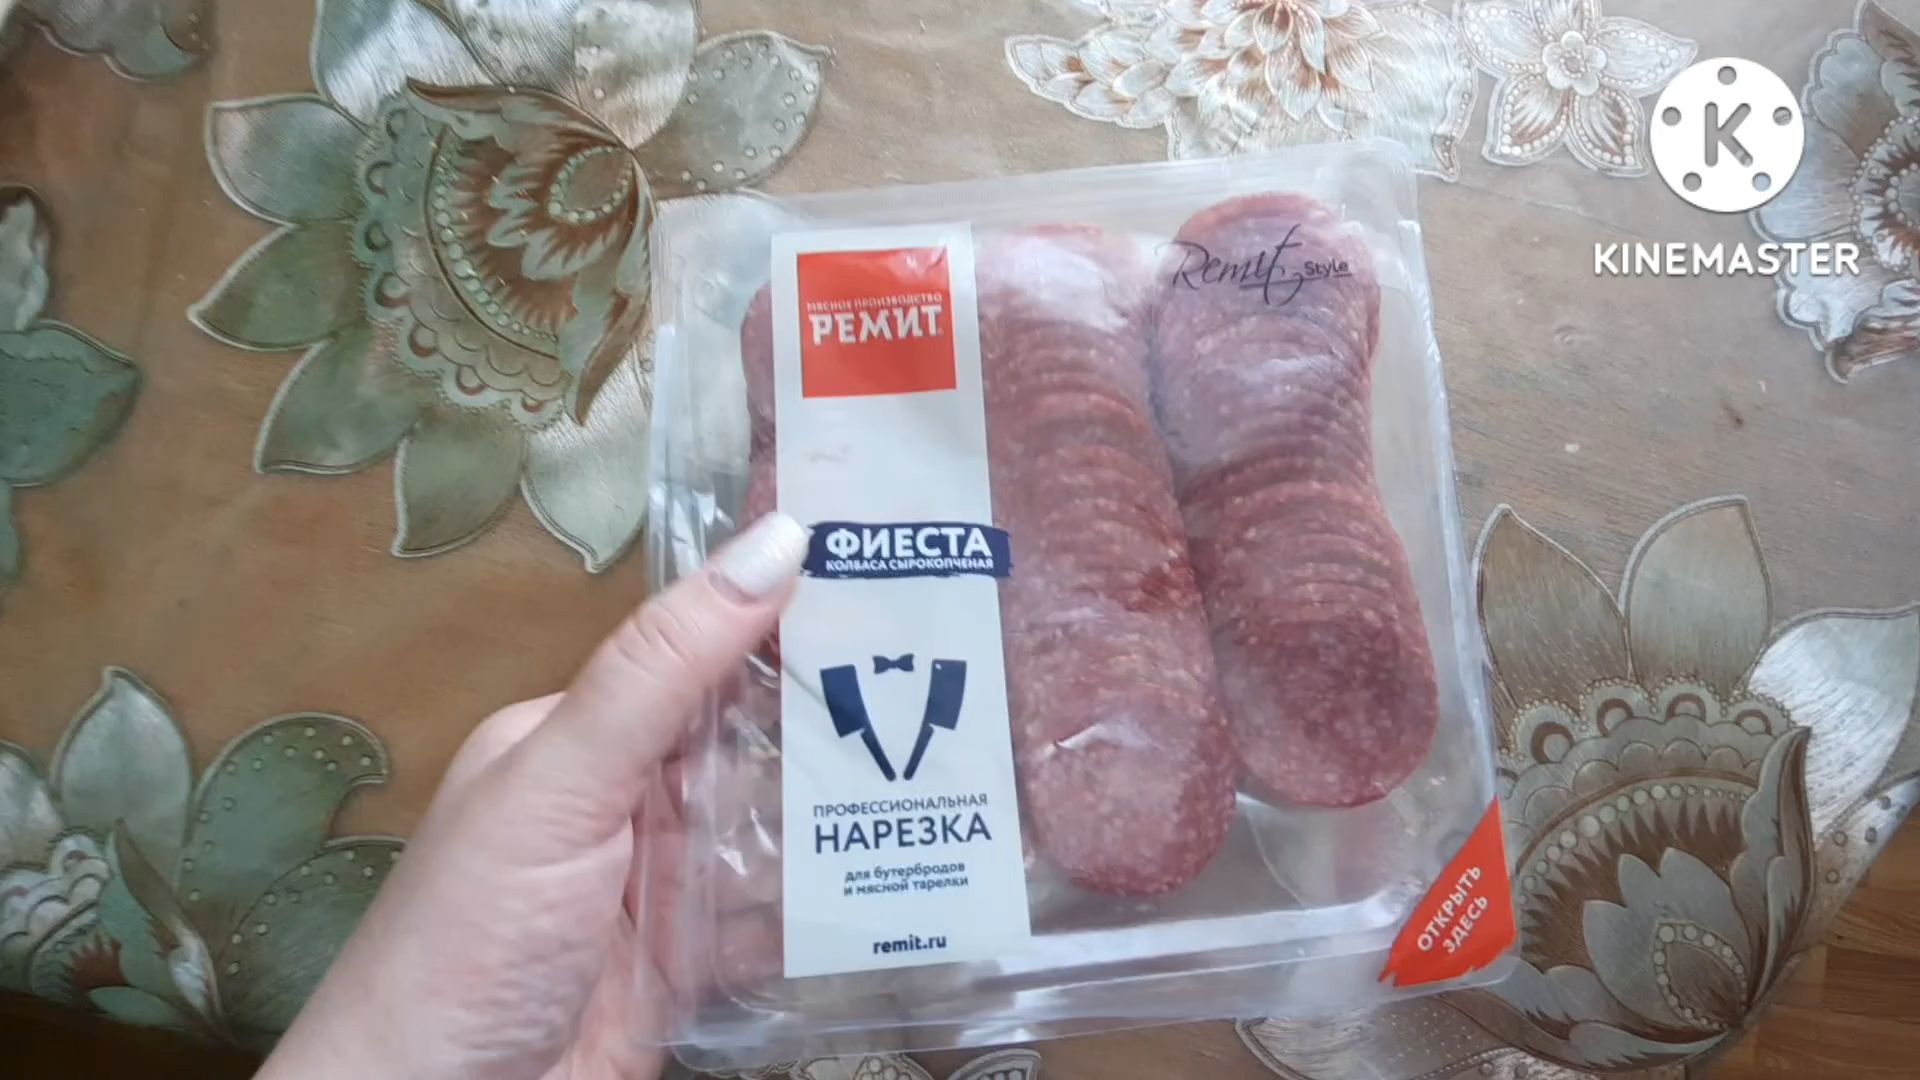 K
KINEMASTER
МЯСНОЕ ПРОИЗВОДСТВО
РЕМИТ
Remit Style
ФИЕСТА
КОЛБАСА СЫРОКОПЧЕНАЯ
ПРОФЕССИОНАЛЬНАЯ
НАРЕЗКА
для бутербродов
и мясной тарелки
remit.ru
ОТКРЫТЬ
ЗДЕСЬ